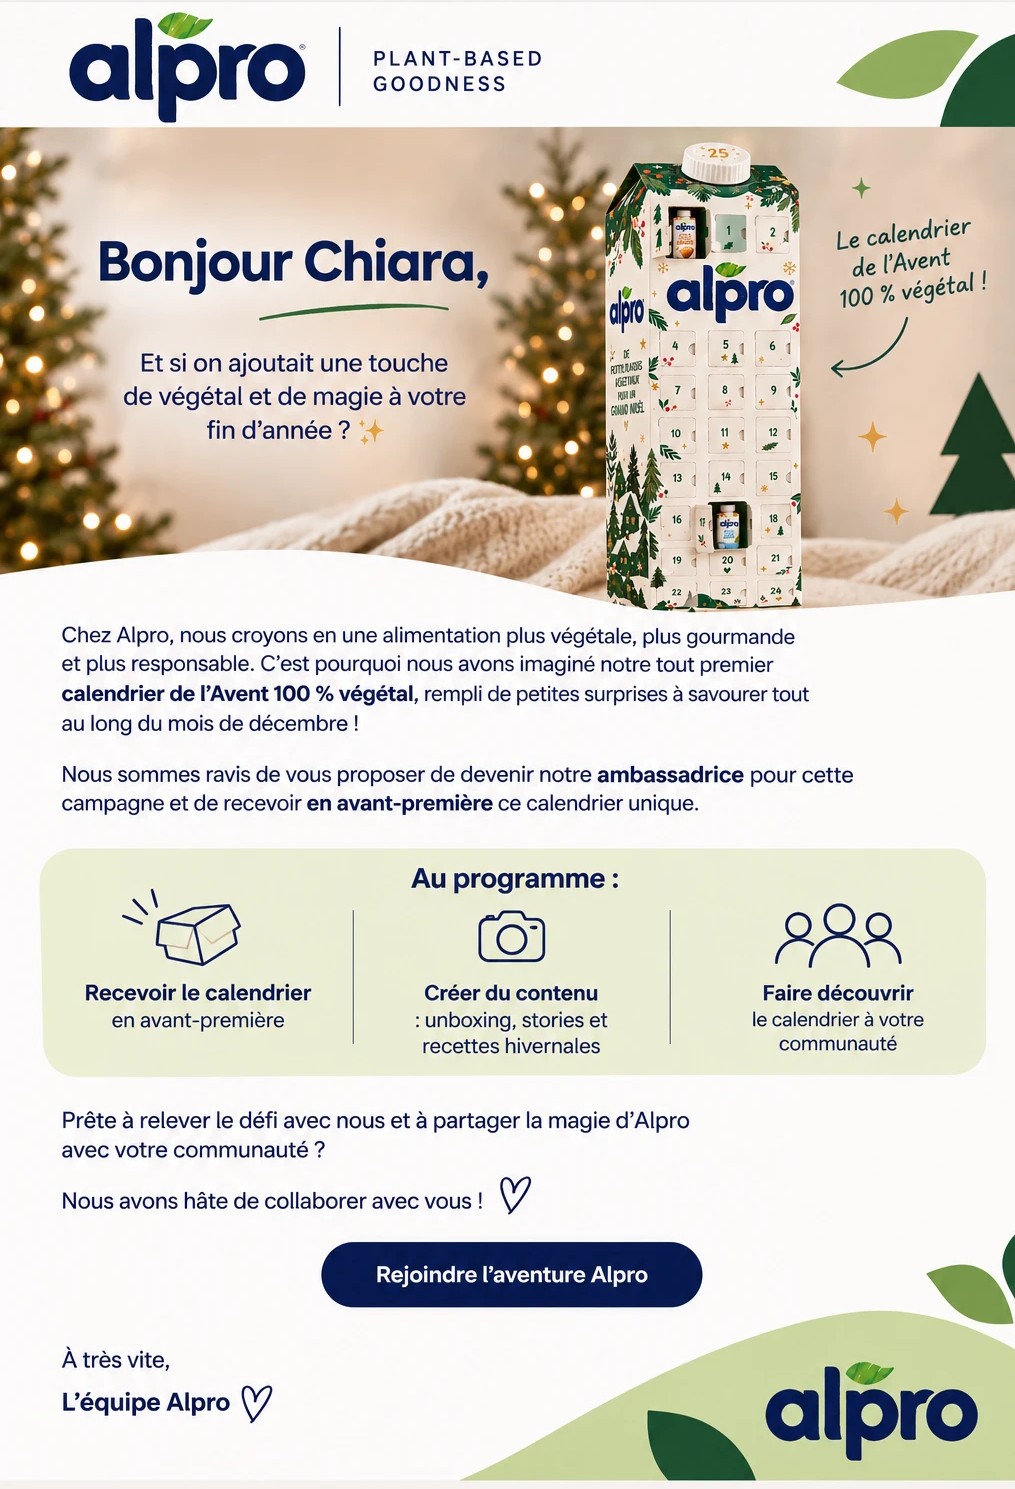 alpro
PLANT-BASED
GOODNESS
Bonjour Chiara,
Et si on ajoutait une touche
de végétal et de magie à votre
fin d'année ?
25
1
2
alpro
alpro
alpro
4
5
6
7
8
9
10
11
12
13
14
15
16
17
alpro
18
19
20
21
22
23
24
Le calendrier
de l'Avent
100 % végétal !
Chez Alpro, nous croyons en une alimentation plus végétale, plus gourmande
et plus responsable. C'est pourquoi nous avons imaginé notre tout premier
calendrier de l'Avent 100 % végétal, rempli de petites surprises à savourer tout
au long du mois de décembre !
Nous sommes ravis de vous proposer de devenir notre ambassadrice pour cette
campagne et de recevoir en avant-première ce calendrier unique.
Au programme :
Recevoir le calendrier
en avant-première
Créer du contenu
: unboxing, stories et
recettes hivernales
Faire découvrir
le calendrier à votre
communauté
Prête à relever le défi avec nous et à partager la magie d'Alpro
avec votre communauté ?
Nous avons hâte de collaborer avec vous !
Rejoindre l'aventure Alpro
À très vite,
L'équipe Alpro
alpro